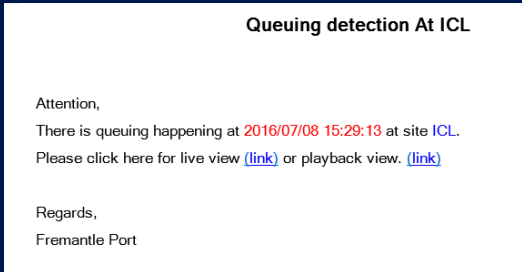 Queuing detection At ICL
Attention,
There is queuing happening at 2016/07/08 15:29:13 at site ICL.
Please click here for live view (link) or playback view. (link)
Regards,
Fremantle Port